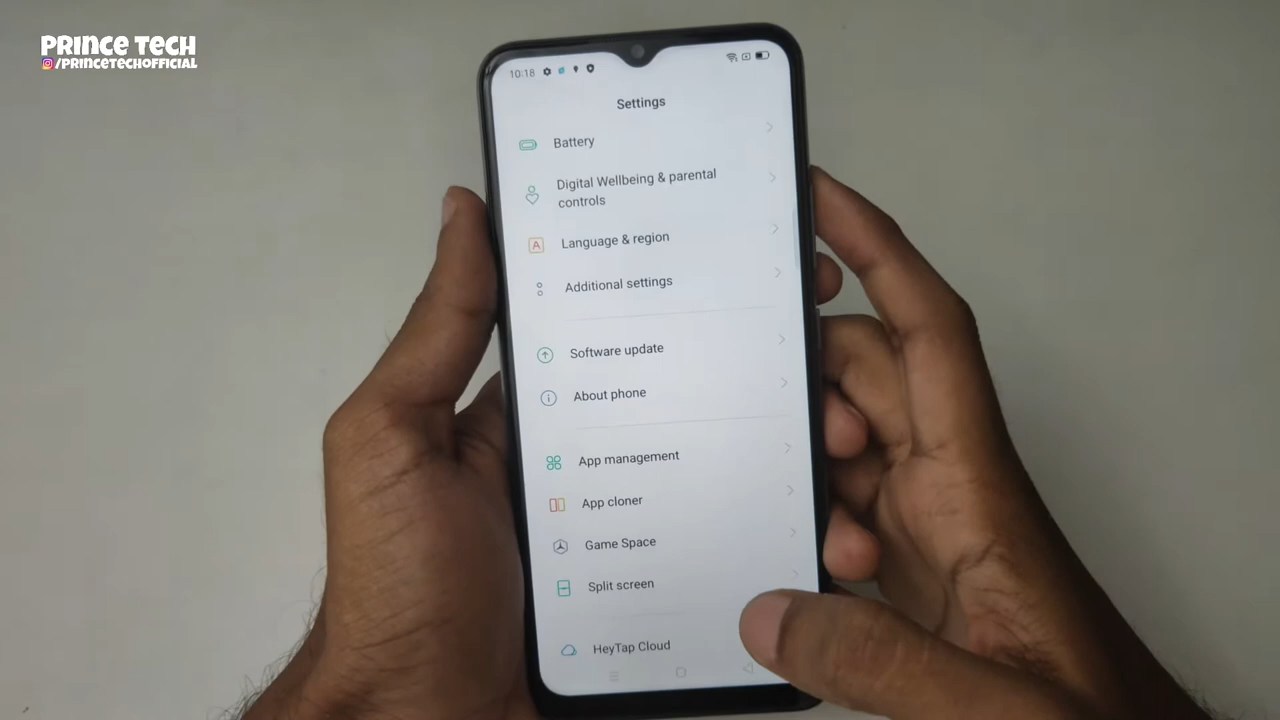 PRINCE TECH
/PRINCETECHOFFICIAL
10:18
Settings
Battery
Digital Wellbeing & parental
controls
Language & region
A
Additional settings
Software update
About phone
App management
App cloner
Game Space
Split screen
HeyTap Cloud